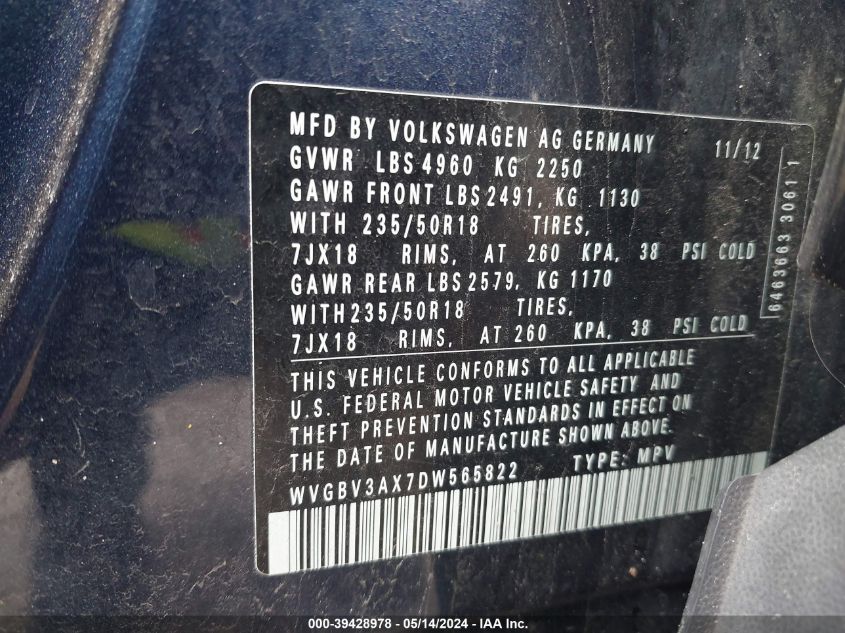 MFD BY VOLKSWAGEN AG GERMANY 11/12
GVWR LBS 4960 KG 2250
GAWR FRONT LBS 2491, KG 1130
WITH 235/50R18 TIRES,
7JX18 RIMS, AT 260 KPA, 38 PSI COLD
GAWR REAR LBS 2579, KG 1170
WITH 235/50R18 TIRES,
7JX18 RIMS, AT 260 KPA, 38 PSI COLD
THIS VEHICLE CONFORMS TO ALL APPLICABLE
U.S. FEDERAL MOTOR VEHICLE SAFETY AND
THEFT PREVENTION STANDARDS IN EFFECT ON
THE DATE OF MANUFACTURE SHOWN ABOVE.
WVGBV3AX7DW565822 TYPE: MPV
6463663 3061 1
000-39428978 - 05/14/2024 - IAA Inc.